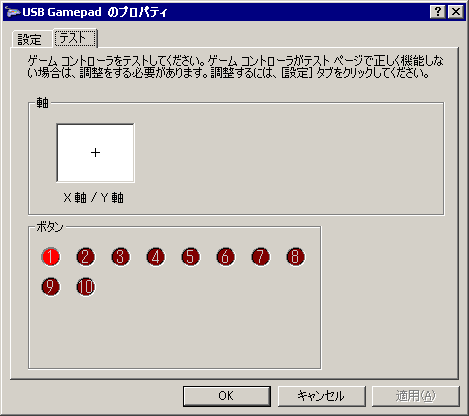 USB Gamepad のプロパティ
設定 テスト
ゲーム コントローラをテストしてください。ゲーム コントローラがテスト ページで正しく機能しな
い場合は、調整をする必要があります。調整するには、[設定] タブをクリックしてください。
軸
X 軸 / Y 軸
ボタン
1 2 3 4 5 6 7 8
9 10
OK キャンセル 適用(A)